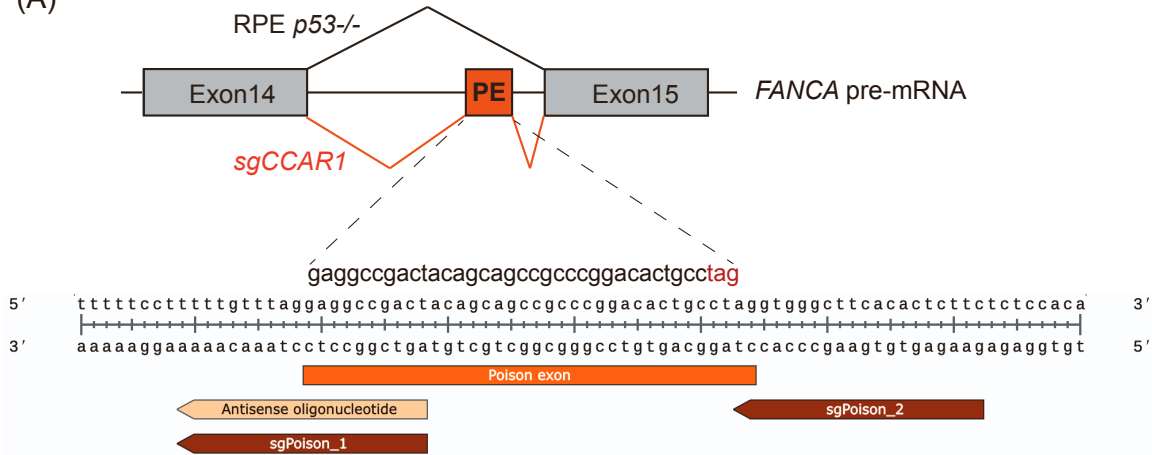 (A)
RPE p53-/-
Exon14
PE
Exon15
FANCA pre-mRNA
sgCCAR1
gaggccgactacagcagccgcccggacactgcctag
5′ tttttcctttttgtttaggaggccgactacagcagccgcccggacactgcctaggtgggcttcacactcttctctccaca 3′
3′ aaaaaggaaaaacaaatcctccggctgatgtcgtcggcgggcctgtgacggatccacccgaagtgtgagaagagaggtgt 5′
Poison exon
Antisense oligonucleotide
sgPoison_2
sgPoison_1